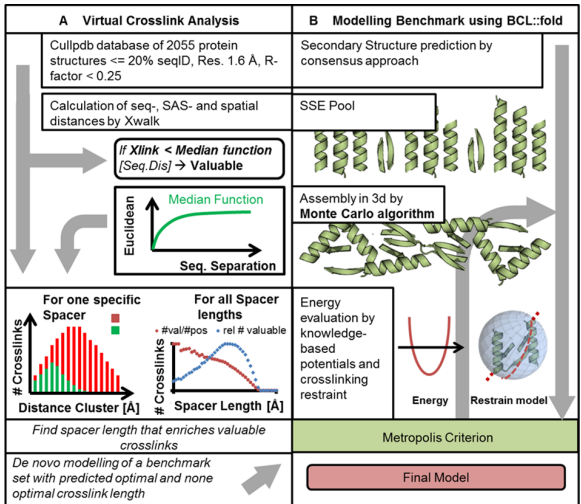 A Virtual Crosslink Analysis
Cullpdb database of 2055 protein
structures <= 20% seqID, Res. 1.6 Å, R-
factor < 0.25
Calculation of seq-, SAS- and spatial
distances by Xwalk
If Xlink < Median function
[Seq.Dis] → Valuable
Median Function
Euclidean
Seq. Separation
For one specific
Spacer
# Crosslinks
Distance Cluster [Å]
For all Spacer
lengths
#val/#pos rel # valuable
# Crosslinks
Spacer Length [Å]
Find spacer length that enriches valuable
crosslinks
De novo modelling of a benchmark
set with predicted optimal and none
optimal crosslink length
B Modelling Benchmark using BCL::fold
Secondary Structure prediction by
consensus approach
SSE Pool
Assembly in 3d by
Monte Carlo algorithm
Energy
evaluation by
knowledge-
based
potentials and
crosslinking
restraint
Energy
Restrain model
Metropolis Criterion
Final Model